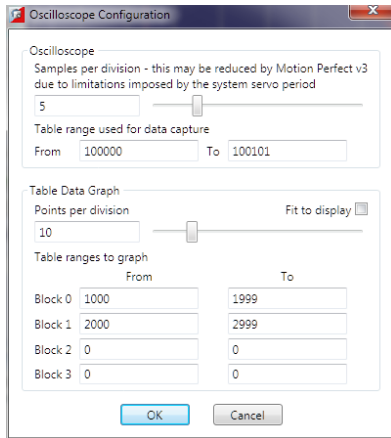 Oscilloscope Configuration
Oscilloscope
Samples per division - this may be reduced by Motion Perfect v3
due to limitations imposed by the system servo period
5
Table range used for data capture
From 100000 To 100101
Table Data Graph
Points per division Fit to display
10
Table ranges to graph
From To
Block 0 1000 1999
Block 1 2000 2999
Block 2 0 0
Block 3 0 0
OK Cancel